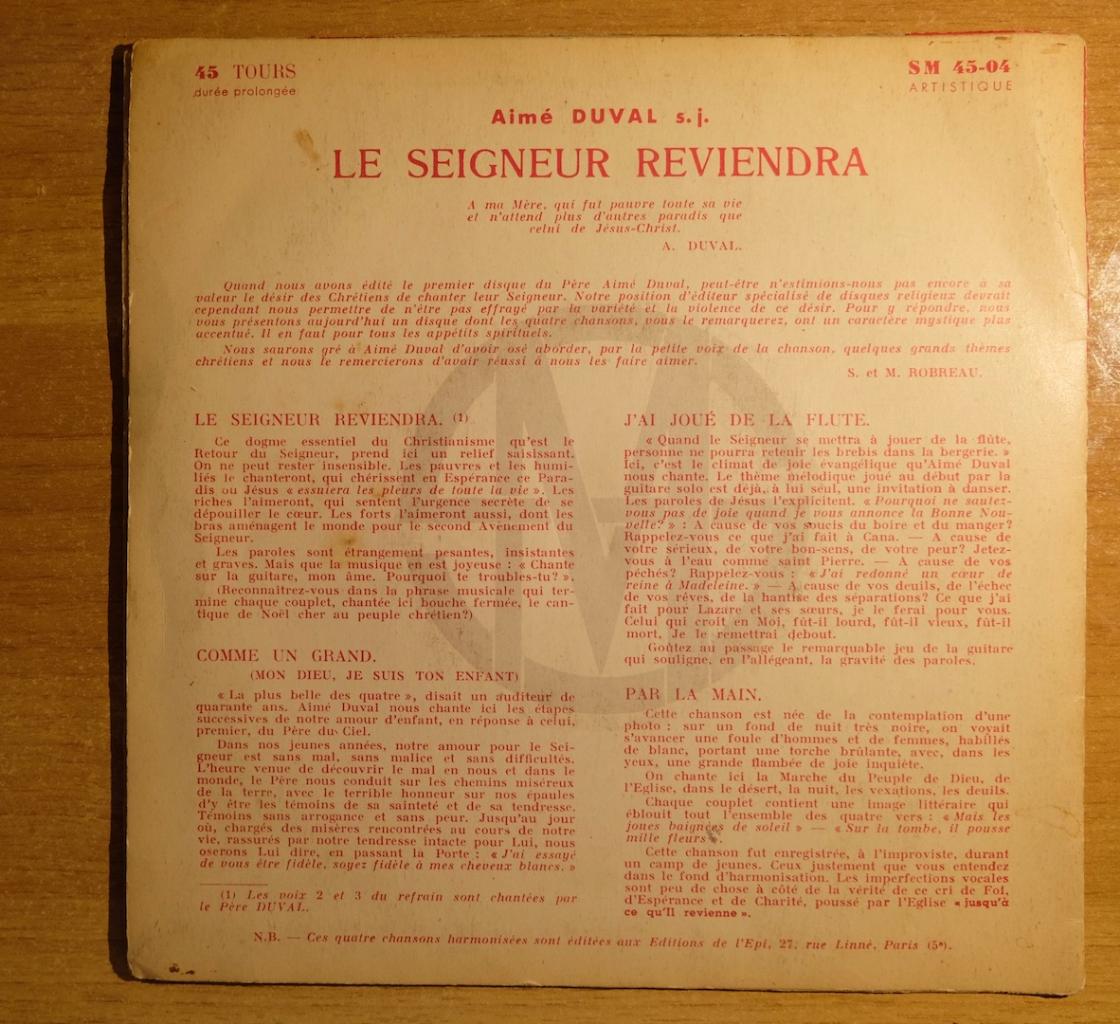 45 TOURS
durée prolongée
SM 45-04
ARTISTIQUE
Aimé DUVAL s. j.
LE SEIGNEUR REVIENDRA
A ma Mère, qui fut pauvre toute sa vie
et n'attend plus d'autres paradis que
celui de Jésus-Christ.
A. DUVAL.
Quand nous avons édité le premier disque du Père Aimé Duval, peut-être n'estimions-nous pas encore à sa
valeur le désir des Chrétiens de chanter leur Seigneur. Notre position d'éditeur spécialisé de disques religieux devrait
cependant nous permettre de n'être pas effrayé par la variété et la violence de ce désir. Pour y répondre, nous
vous présentons aujourd'hui un disque dont les quatre chansons, vous le remarquerez, ont un caractère mystique plus
accentué. Il en faut pour tous les appétits spirituels.
Nous saurons gré à Aimé Duval d'avoir osé aborder, par la petite voix de la chanson, quelques grands thèmes
chrétiens et nous le remercierons d'avoir réussi à nous les faire aimer.
S. et M. ROBREAU.
LE SEIGNEUR REVIENDRA. (1)
Ce dogme essentiel du Christianisme qu'est le
Retour du Seigneur, prend ici un relief saisissant.
On ne peut rester insensible. Les pauvres et les humi-
liés le chanteront, qui chérissent en Espérance ce Para-
dis ou Jésus « essuiera les pleurs de toute la vie ». Les
riches l'aimeront, qui sentent l'urgence secrète de se
dépouiller le cœur. Les forts l'aimeront aussi, dont les
bras aménagent le monde pour le second Avènement du
Seigneur.
Les paroles sont étrangement pesantes, insistantes
et graves. Mais que la musique en est joyeuse : « Chante
sur la guitare, mon âme. Pourquoi te troubles-tu? ».
(Reconnaitrez-vous dans la phrase musicale qui ter-
mine chaque couplet, chantée ici bouche fermée, le can-
tique de Noël cher au peuple chrétien?)
COMME UN GRAND.
(MON DIEU, JE SUIS TON ENFANT)
« La plus belle des quatre », disait un auditeur de
quarante ans. Aimé Duval nous chante ici les étapes
successives de notre amour d'enfant, en réponse à celui,
premier, du Père du Ciel.
Dans nos jeunes années, notre amour pour le Sei-
gneur est sans mal, sans malice et sans difficultés.
L'heure venue de découvrir le mal en nous et dans le
monde, le Père nous conduit sur les chemins miséreux
de la terre, avec le terrible honneur sur nos épaules
d'y être les témoins de sa sainteté et de sa tendresse.
Témoins sans arrogance et sans peur. Jusqu'au jour
où, chargés des misères rencontrées au cours de notre
vie, rassurés par notre tendresse intacte pour Lui, nous
oserons Lui dire, en passant la Porte : « J'ai essayé
de vous être fidèle, soyez fidèle à mes cheveux blancs. »
(1) Les voix 2 et 3 du refrain sont chantées par
le Père DUVAL.
J'AI JOUÉ DE LA FLUTE.
« Quand le Seigneur se mettra à jouer de la flûte,
personne ne pourra retenir les brebis dans la bergerie. »
Ici, c'est le climat de joie évangélique qu'Aimé Duval
nous chante. Le thème mélodique joué au début par la
guitare solo est déjà, à lui seul, une invitation à danser.
Les paroles de Jésus l'explicitent. « Pourquoi ne sautez-
vous pas de joie quand je vous annonce la Bonne Nou-
velle? » : A cause de vos soucis du boire et du manger?
Rappelez-vous ce que j'ai fait à Cana. — A cause de
votre sérieux, de votre bon-sens, de votre peur? Jetez-
vous à l'eau comme saint Pierre. — A cause de vos
péchés? Rappelez-vous : « J'ai redonné un cœur de
reine à Madeleine. » — A cause de vos deuils, de l'échec
de vos rêves, de la hantise des séparations? Ce que j'ai
fait pour Lazare et ses sœurs, je le ferai pour vous.
Celui qui croit en Moi, fût-il lourd, fût-il vieux, fût-il
mort, Je le remettrai debout.
Goûtez au passage le remarquable jeu de la guitare
qui souligne, en l'allégeant, la gravité des paroles.
PAR LA MAIN.
Cette chanson est née de la contemplation d'une
photo : sur un fond de nuit très noire, on voyait
s'avancer une foule d'hommes et de femmes, habillés
de blanc, portant une torche brûlante, avec, dans les
yeux, une grande flambée de joie inquiète.
On chante ici la Marche du Peuple de Dieu, de
l'Eglise, dans le désert, la nuit, les vexations, les deuils.
Chaque couplet contient une image littéraire qui
éblouit tout l'ensemble des quatre vers : « Mais les
joues baignées de soleil » — « Sur la tombe, il pousse
mille fleurs ».
Cette chanson fut enregistrée, à l'improviste, durant
un camp de jeunes. Ceux justement que vous entendez
dans le fond d'harmonisation. Les imperfections vocales
sont peu de chose à côté de la vérité de ce cri de Foi,
d'Espérance et de Charité, poussé par l'Eglise « jusqu'à
ce qu'Il revienne ».
N.B. — Ces quatre chansons harmonisées sont éditées aux Editions de l'Epi, 27, rue Linné, Paris (5e).